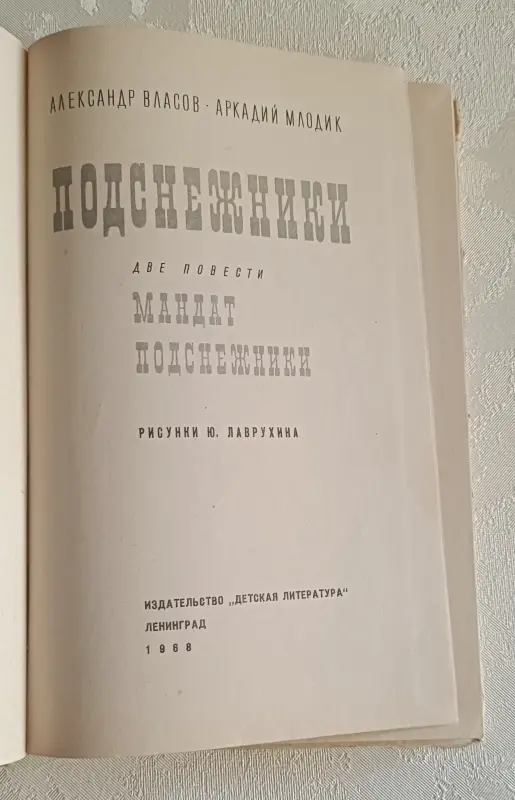 АЛЕКСАНДР ВЛАСОВ · АРКАДИЙ МЛОДИК
ПОДСНЕЖНИКИ
ДВЕ ПОВЕСТИ
МАНДАТ
ПОДСНЕЖНИКИ
РИСУНКИ Ю. ЛАВРУХИНА
ИЗДАТЕЛЬСТВО „ДЕТСКАЯ ЛИТЕРАТУРА“
ЛЕНИНГРАД
1968